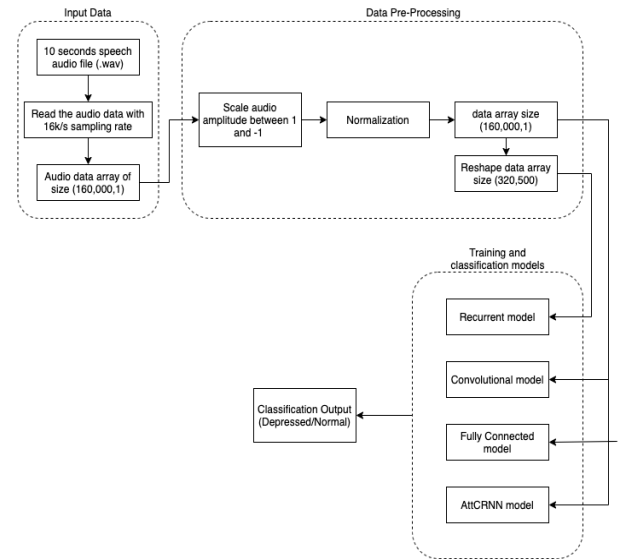 Input Data
10 seconds speech
audio file (.wav)
Read the audio data with
16k/s sampling rate
Audio data array of
size (160,000,1)
Data Pre-Processing
Scale audio
amplitude between 1
and -1
Normalization
data array size
(160,000,1)
Reshape data array
size (320,500)
Training and
classification models
Recurrent model
Convolutional model
Fully Connected
model
AttCRNN model
Classification Output
(Depressed/Normal)